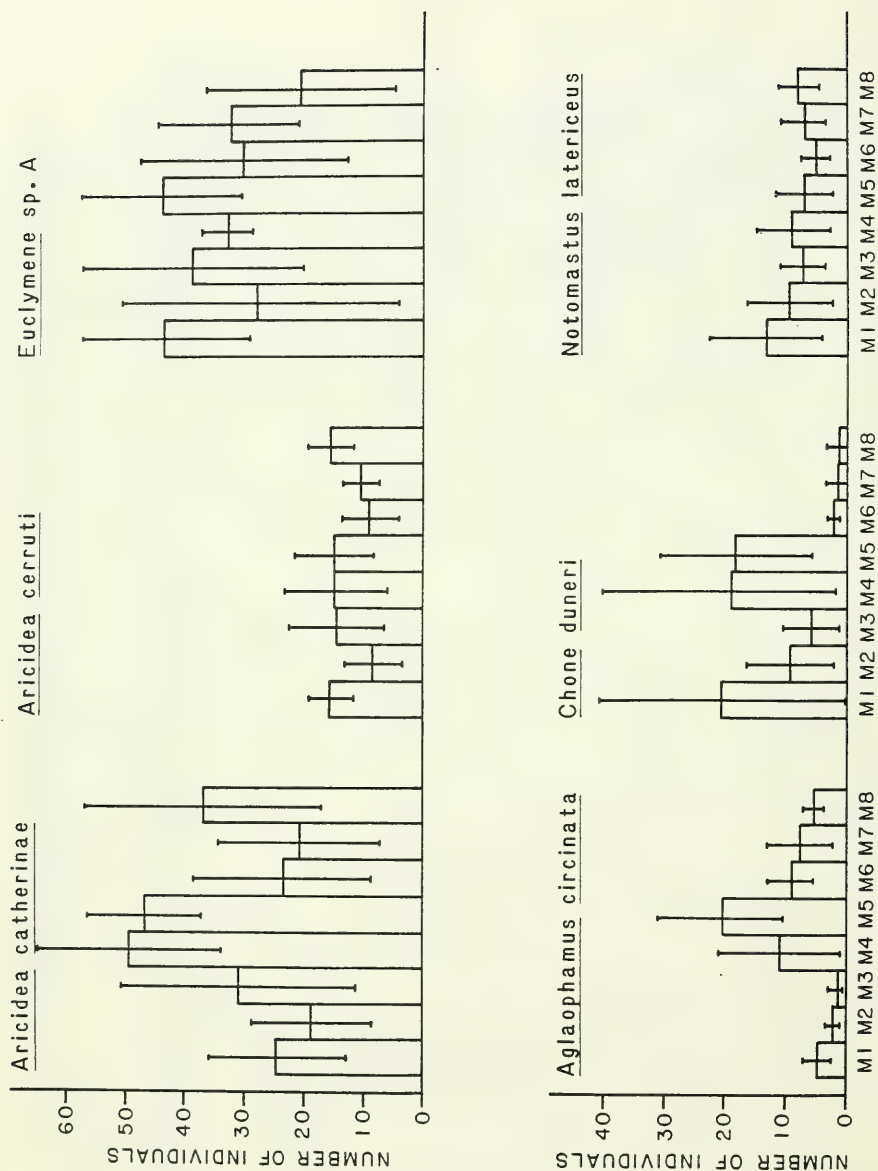 Aricidea catherinae
Aricidea cerruti
Euclymene sp. A
60
50
40
30
20
10
0
NUMBER OF INDIVIDUALS
Aglaophamus circinata
Chone duneri
Notomastus latericeus
40
30
20
10
0
NUMBER OF INDIVIDUALS
M1 M2 M3 M4 M5 M6 M7 M8
M1 M2 M3 M4 M5 M6 M7 M8
M1 M2 M3 M4 M5 M6 M7 M8